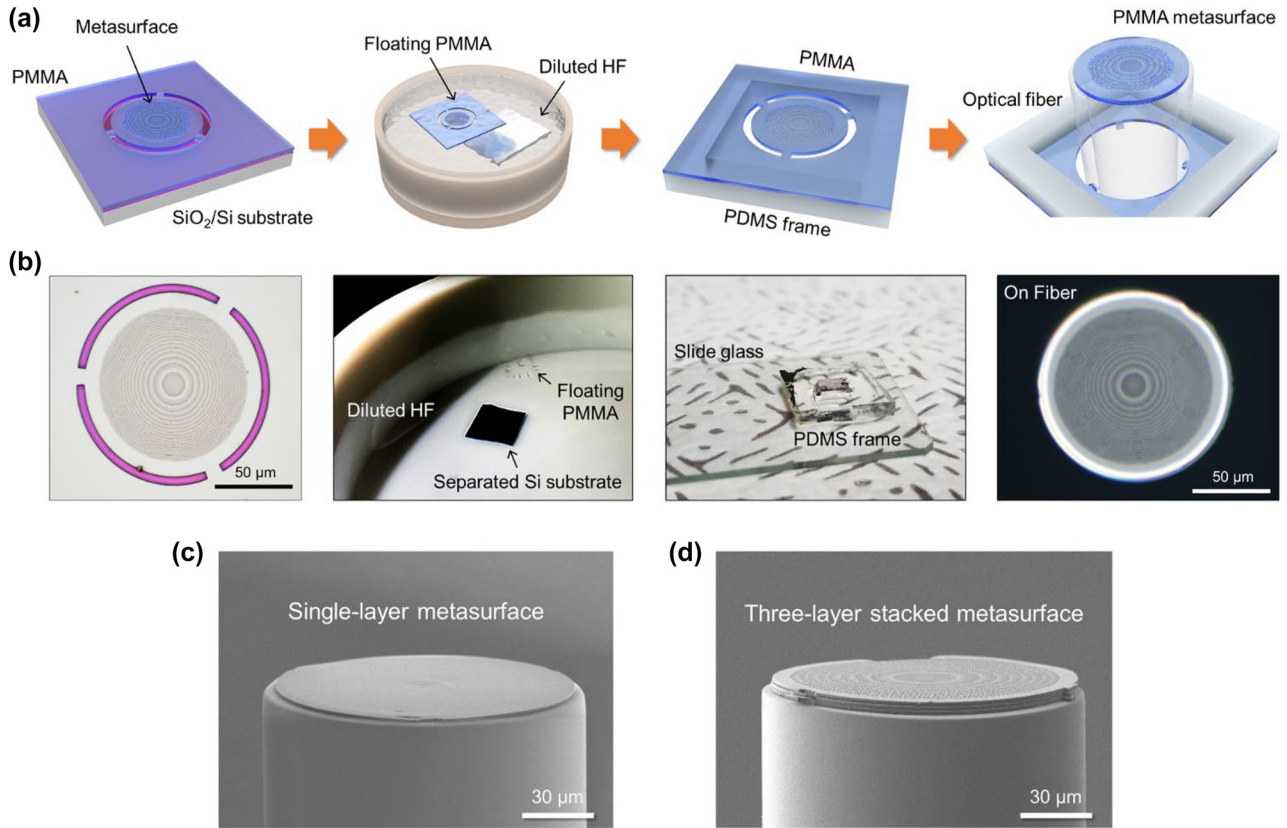 (a)
Metasurface
PMMA
SiO₂/Si substrate
Floating PMMA
Diluted HF
PMMA
PDMS frame
PMMA metasurface
Optical fiber
(b)
50 µm
Diluted HF
Floating
PMMA
Separated Si substrate
Slide glass
PDMS frame
On Fiber
50 µm
(c)
Single-layer metasurface
30 µm
(d)
Three-layer stacked metasurface
30 µm